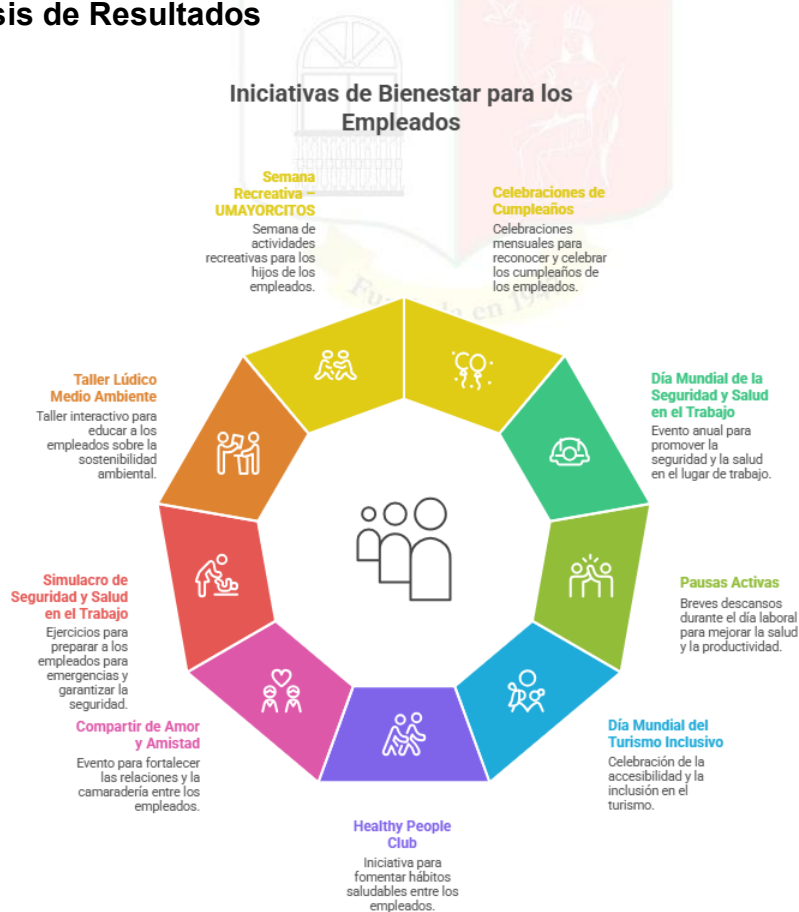 sis de Resultados
Iniciativas de Bienestar para los
Empleados
Semana
Recreativa –
UMAYORCITOS
Semana de
actividades
recreativas para los
hijos de los
empleados.
Celebraciones de
Cumpleaños
Celebraciones
mensuales para
reconocer y celebrar
los cumpleaños de
los empleados.
en 19
Taller Lúdico
Medio Ambiente
Taller interactivo para
educar a los
empleados sobre la
sostenibilidad
ambiental.
Día Mundial de la
Seguridad y Salud
en el Trabajo
Evento anual para
promover la
seguridad y la salud
en el lugar de trabajo.
Simulacro de
Seguridad y Salud
en el Trabajo
Ejercicios para
preparar a los
empleados para
emergencias y
garantizar la
seguridad.
Pausas Activas
Breves descansos
durante el día laboral
para mejorar la salud
y la productividad.
Compartir de Amor
y Amistad
Evento para fortalecer
las relaciones y la
camaradería entre los
empleados.
Día Mundial del
Turismo Inclusivo
Celebración de la
accesibilidad y la
inclusión en el
turismo.
Healthy People
Club
Iniciativa para
fomentar hábitos
saludables entre los
empleados.